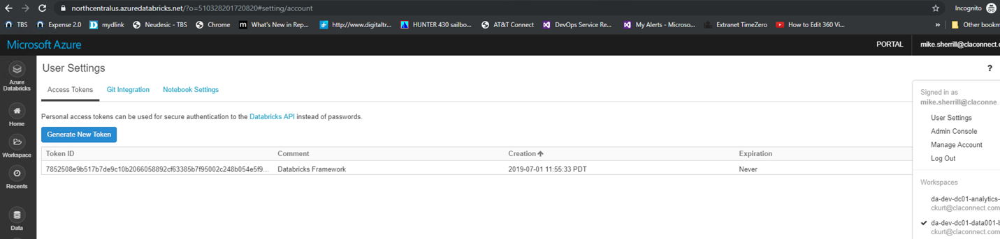 northcentralus.azuredatabricks.net/?o=510328201720820#setting/account
Incognito
TBS
Expense 2.0
mydlink
Neudesic - TBS
Chrome
What's New in Rep...
http://www.digitaltr...
HUNTER 430 sailbo...
AT&T Connect
DevOps Service Re...
My Alerts - Microso...
Extranet TimeZero
How to Edit 360 Vi...
»
Other bookm
Microsoft Azure
PORTAL
mike.sherrill@claconnect.c
Azure
Databricks
Home
Workspace
Recents
Data
User Settings
?
Access Tokens
Git Integration
Notebook Settings
Personal access tokens can be used for secure authentication to the Databricks API instead of passwords.
Generate New Token
Token ID
Comment
Creation
Expiration
7852508e9b517b7de9c10b2066058892cf63385b7f95002c248b054e5f9...
Databricks Framework
2019-07-01 11:55:33 PDT
Never
Signed in as
mike.sherrill@claconne.
User Settings
Admin Console
Manage Account
Log Out
Workspaces
da-dev-dc01-analytics-
ckurt@claconnect.com
da-dev-dc01-data001-b
ckurt@claconnect.com